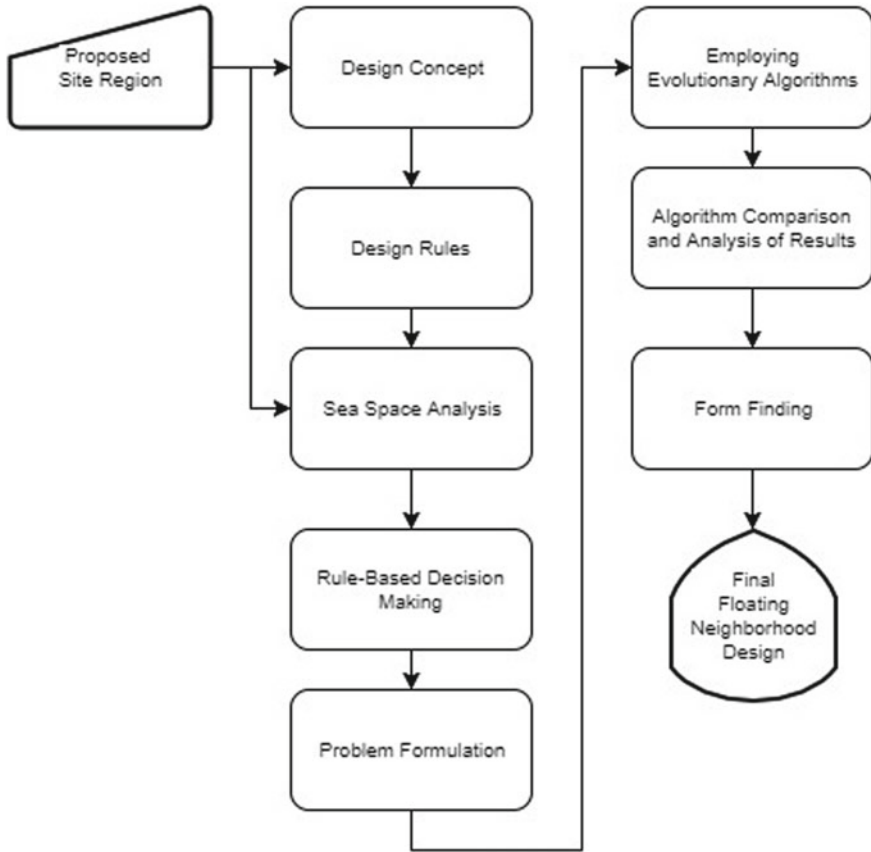 Proposed
Site Region
Design Concept
Design Rules
Sea Space Analysis
Rule-Based Decision
Making
Problem Formulation
Employing
Evolutionary Algorithms
Algorithm Comparison
and Analysis of Results
Form Finding
Final
Floating
Neighborhood
Design